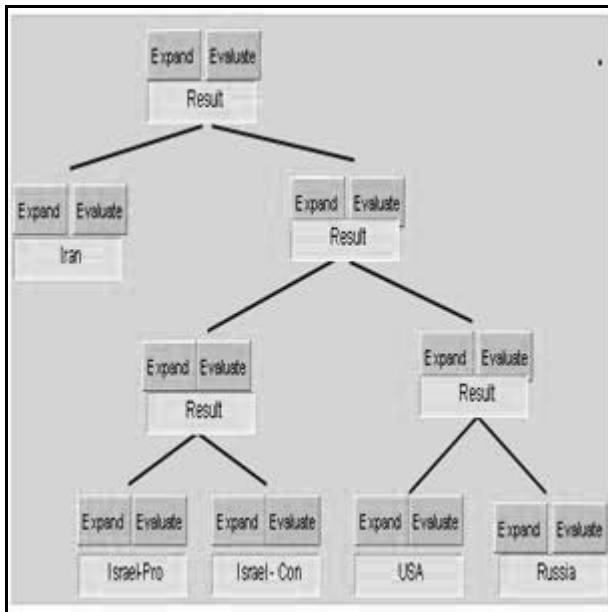 Expand Evaluate
Result
Expand Evaluate
Iran
Expand Evaluate
Result
Expand Evaluate
Result
Expand Evaluate
Result
Expand Evaluate
Israel-Pro
Expand Evaluate
Israel - Con
Expand Evaluate
USA
Expand Evaluate
Russia